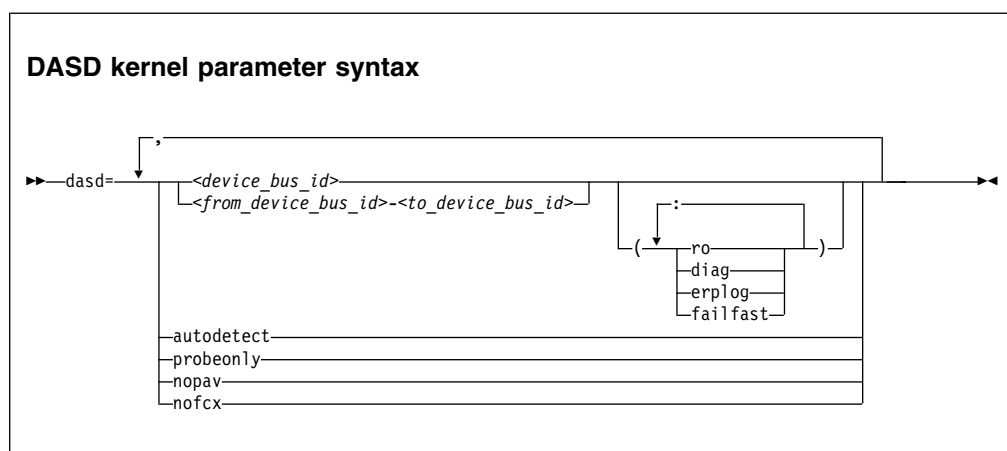 DASD kernel parameter syntax
,
dasd= <device_bus_id>
<from_device_bus_id>-<to_device_bus_id>
:
( ro )
diag
erplog
failfast
autodetect
probeonly
nopav
nofcx